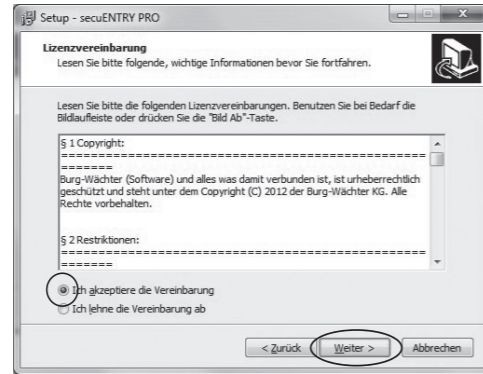 Setup - secuENTRY PRO
Lizenzvereinbarung
Lesen Sie bitte folgende, wichtige Informationen bevor Sie fortfahren.
Lesen Sie bitte die folgenden Lizenzvereinbarungen. Benutzen Sie bei Bedarf die
Bildlaufleiste oder drücken Sie die "Bild Ab"-Taste.
§ 1 Copyright:
================================================
=======
Burg-Wächter (Software) und alles was damit verbunden ist, ist urheberrechtlich
geschützt und steht unter dem Copyright (C) 2012 der Burg-Wächter KG. Alle
Rechte vorbehalten.
§ 2 Restriktionen:
================================================
=======
Ich akzeptiere die Vereinbarung
Ich lehne die Vereinbarung ab
< Zurück Weiter > Abbrechen